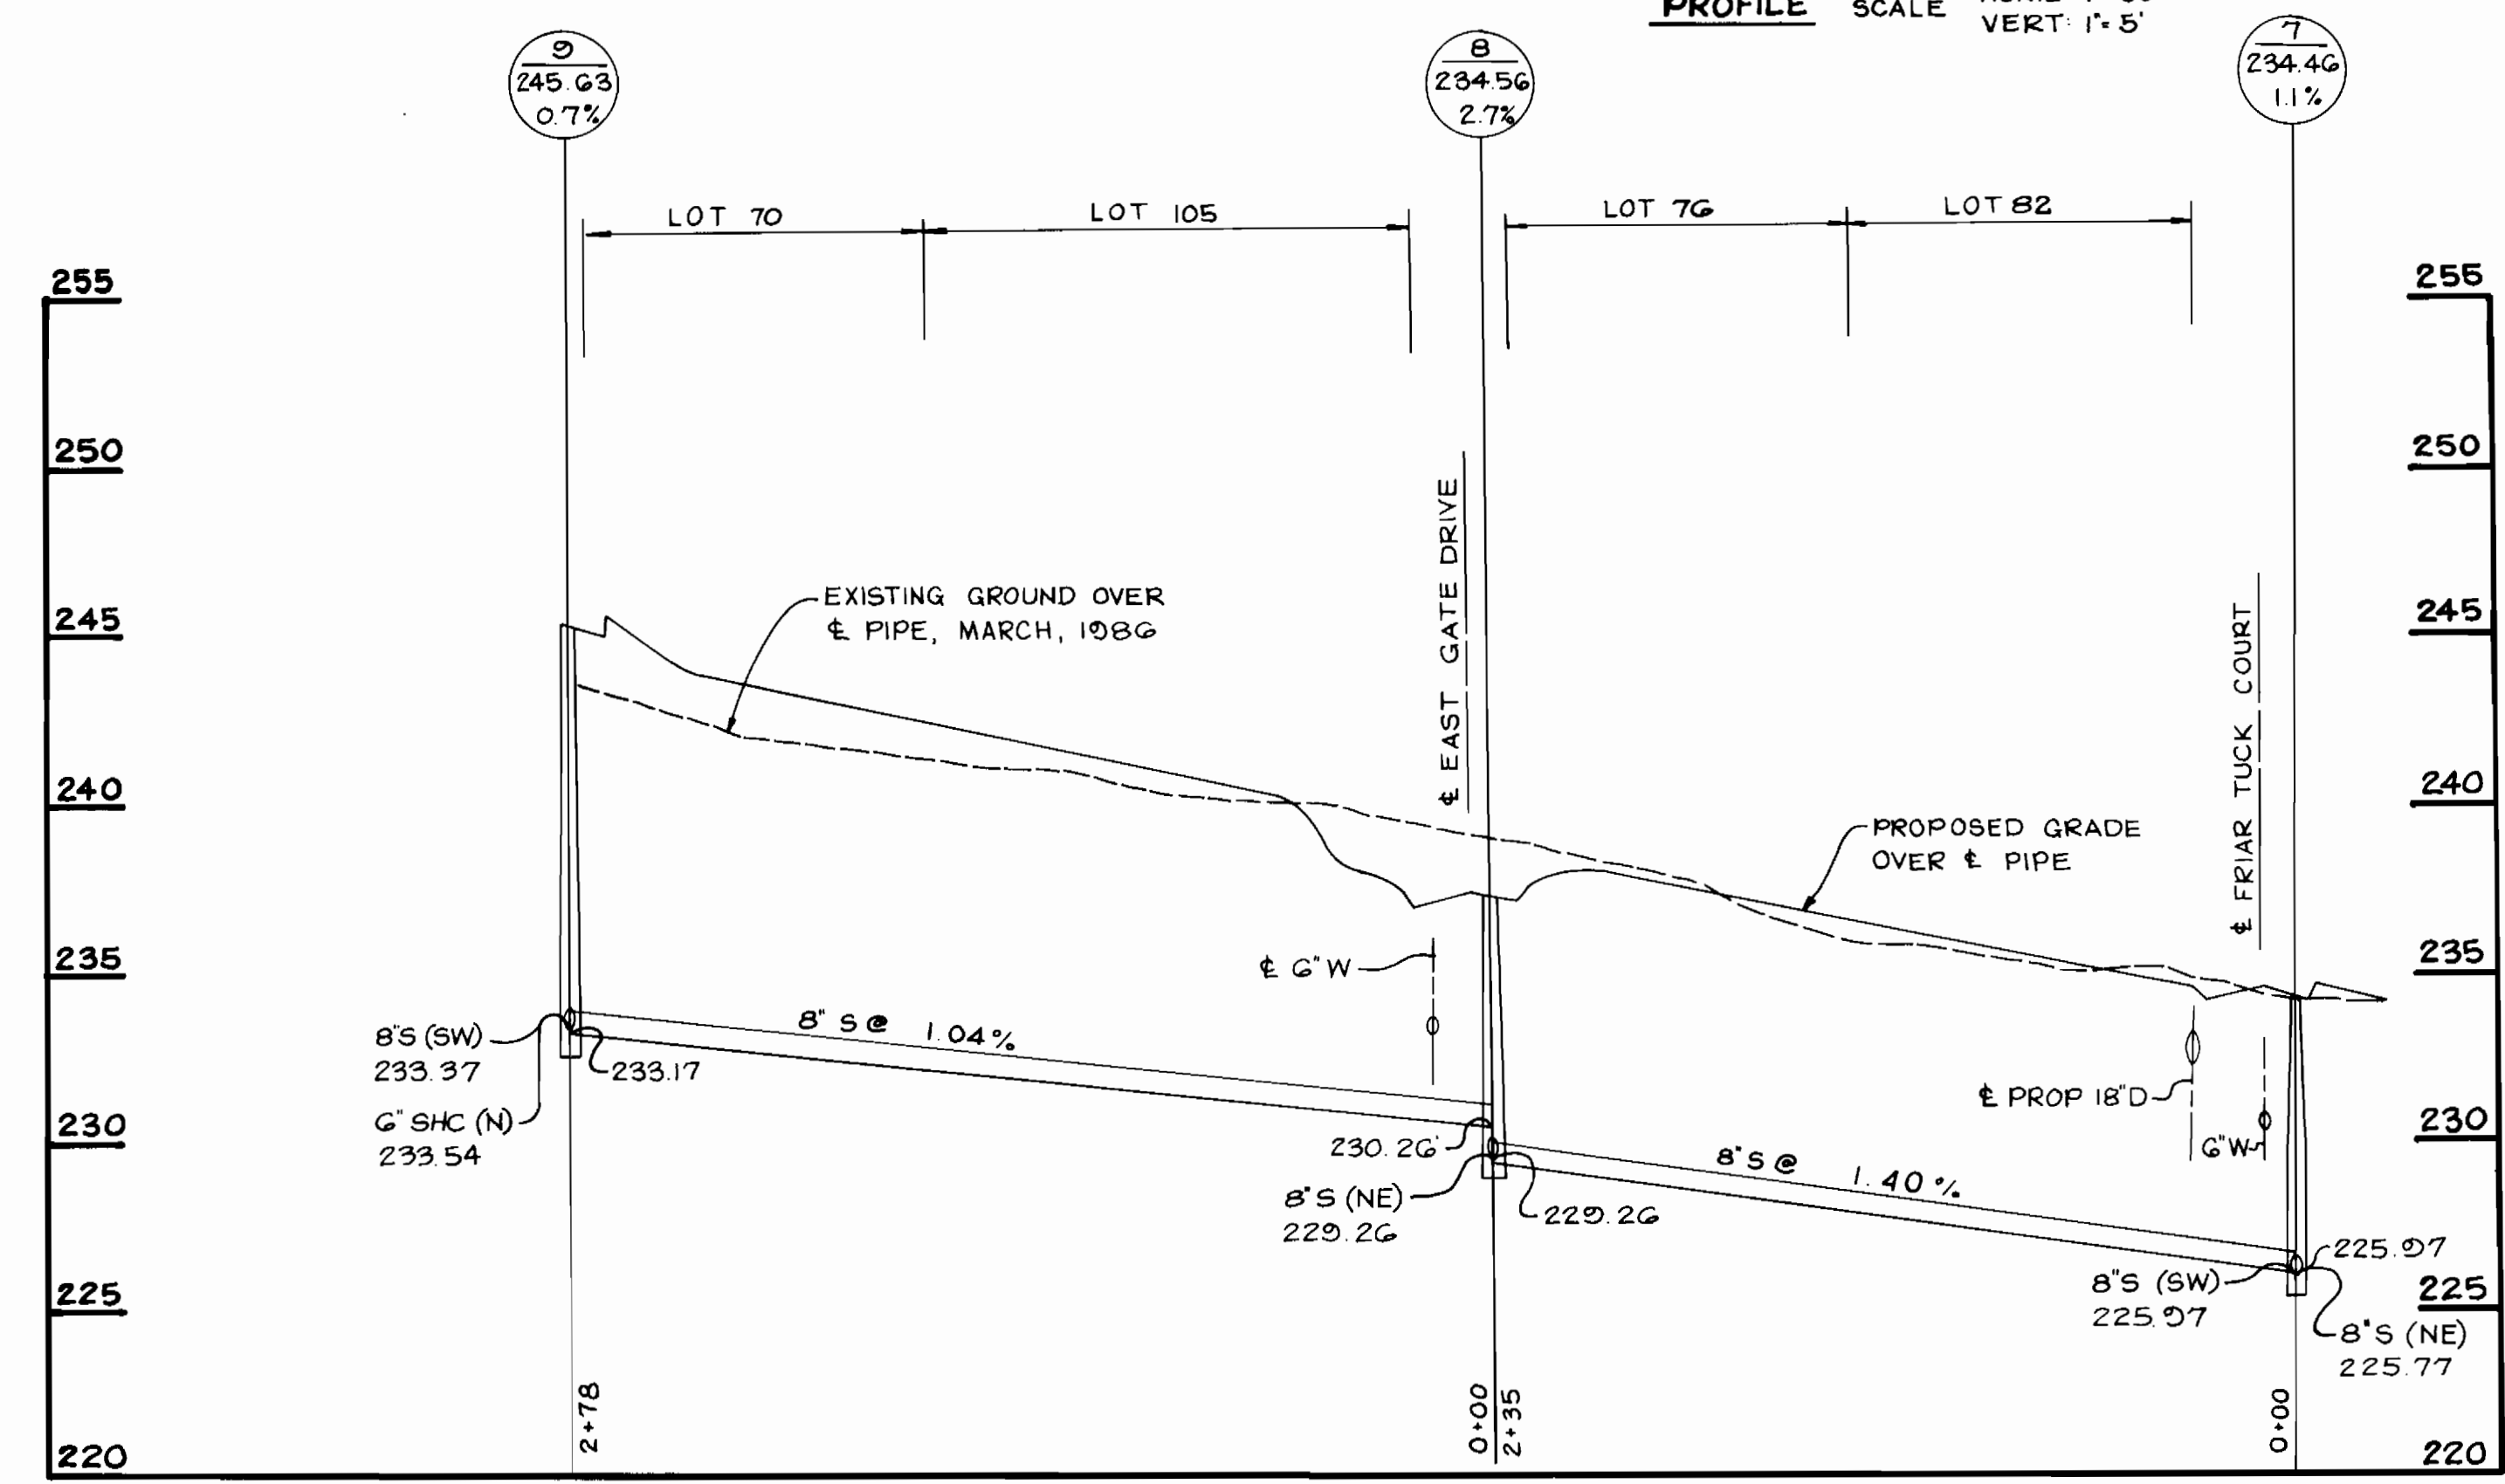 PROFILE SCALE
VERT: 1"= 5'
9
245.63
0.7%
8
234.56
2.7%
7
234.46
1.1%
LOT 70
LOT 105
LOT 76
LOT 82
255
255
250
250
245
245
240
240
235
235
230
230
225
225
220
220
EXISTING GROUND OVER
℄ PIPE, MARCH, 1986
℄ EAST GATE DRIVE
℄ FRIAR TUCK COURT
PROPOSED GRADE
OVER ℄ PIPE
℄ 6"W
8"S (SW)
233.37
6" SHC (N)
233.54
233.17
8" S @ 1.04%
230.26'
8"S (NE)
229.26
229.26
8"S @ 1.40%
℄ PROP 18"D
6"W
225.97
8"S (SW)
225.97
8"S (NE)
225.77
2+78
0+00
2+35
0+00